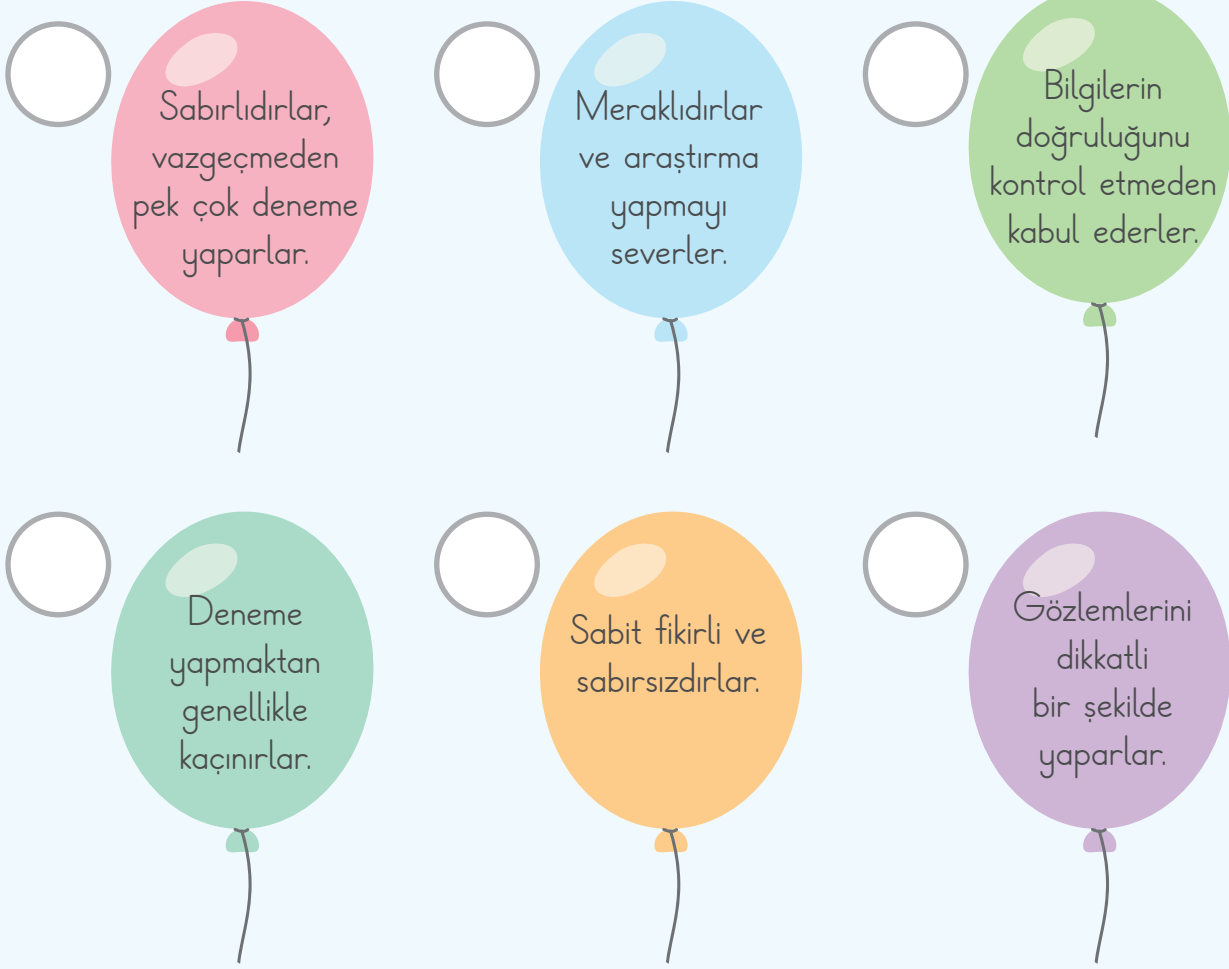 Sabırlıdırlar,
vazgeçmeden
pek çok deneme
yaparlar.
Meraklıdırlar
ve araştırma
yapmayı
severler.
Bilgilerin
doğruluğunu
kontrol etmeden
kabul ederler.
Deneme
yapmaktan
genellikle
kaçınırlar.
Sabit fikirli ve
sabırsızdırlar.
Gözlemlerini
dikkatli
bir şekilde
yaparlar.